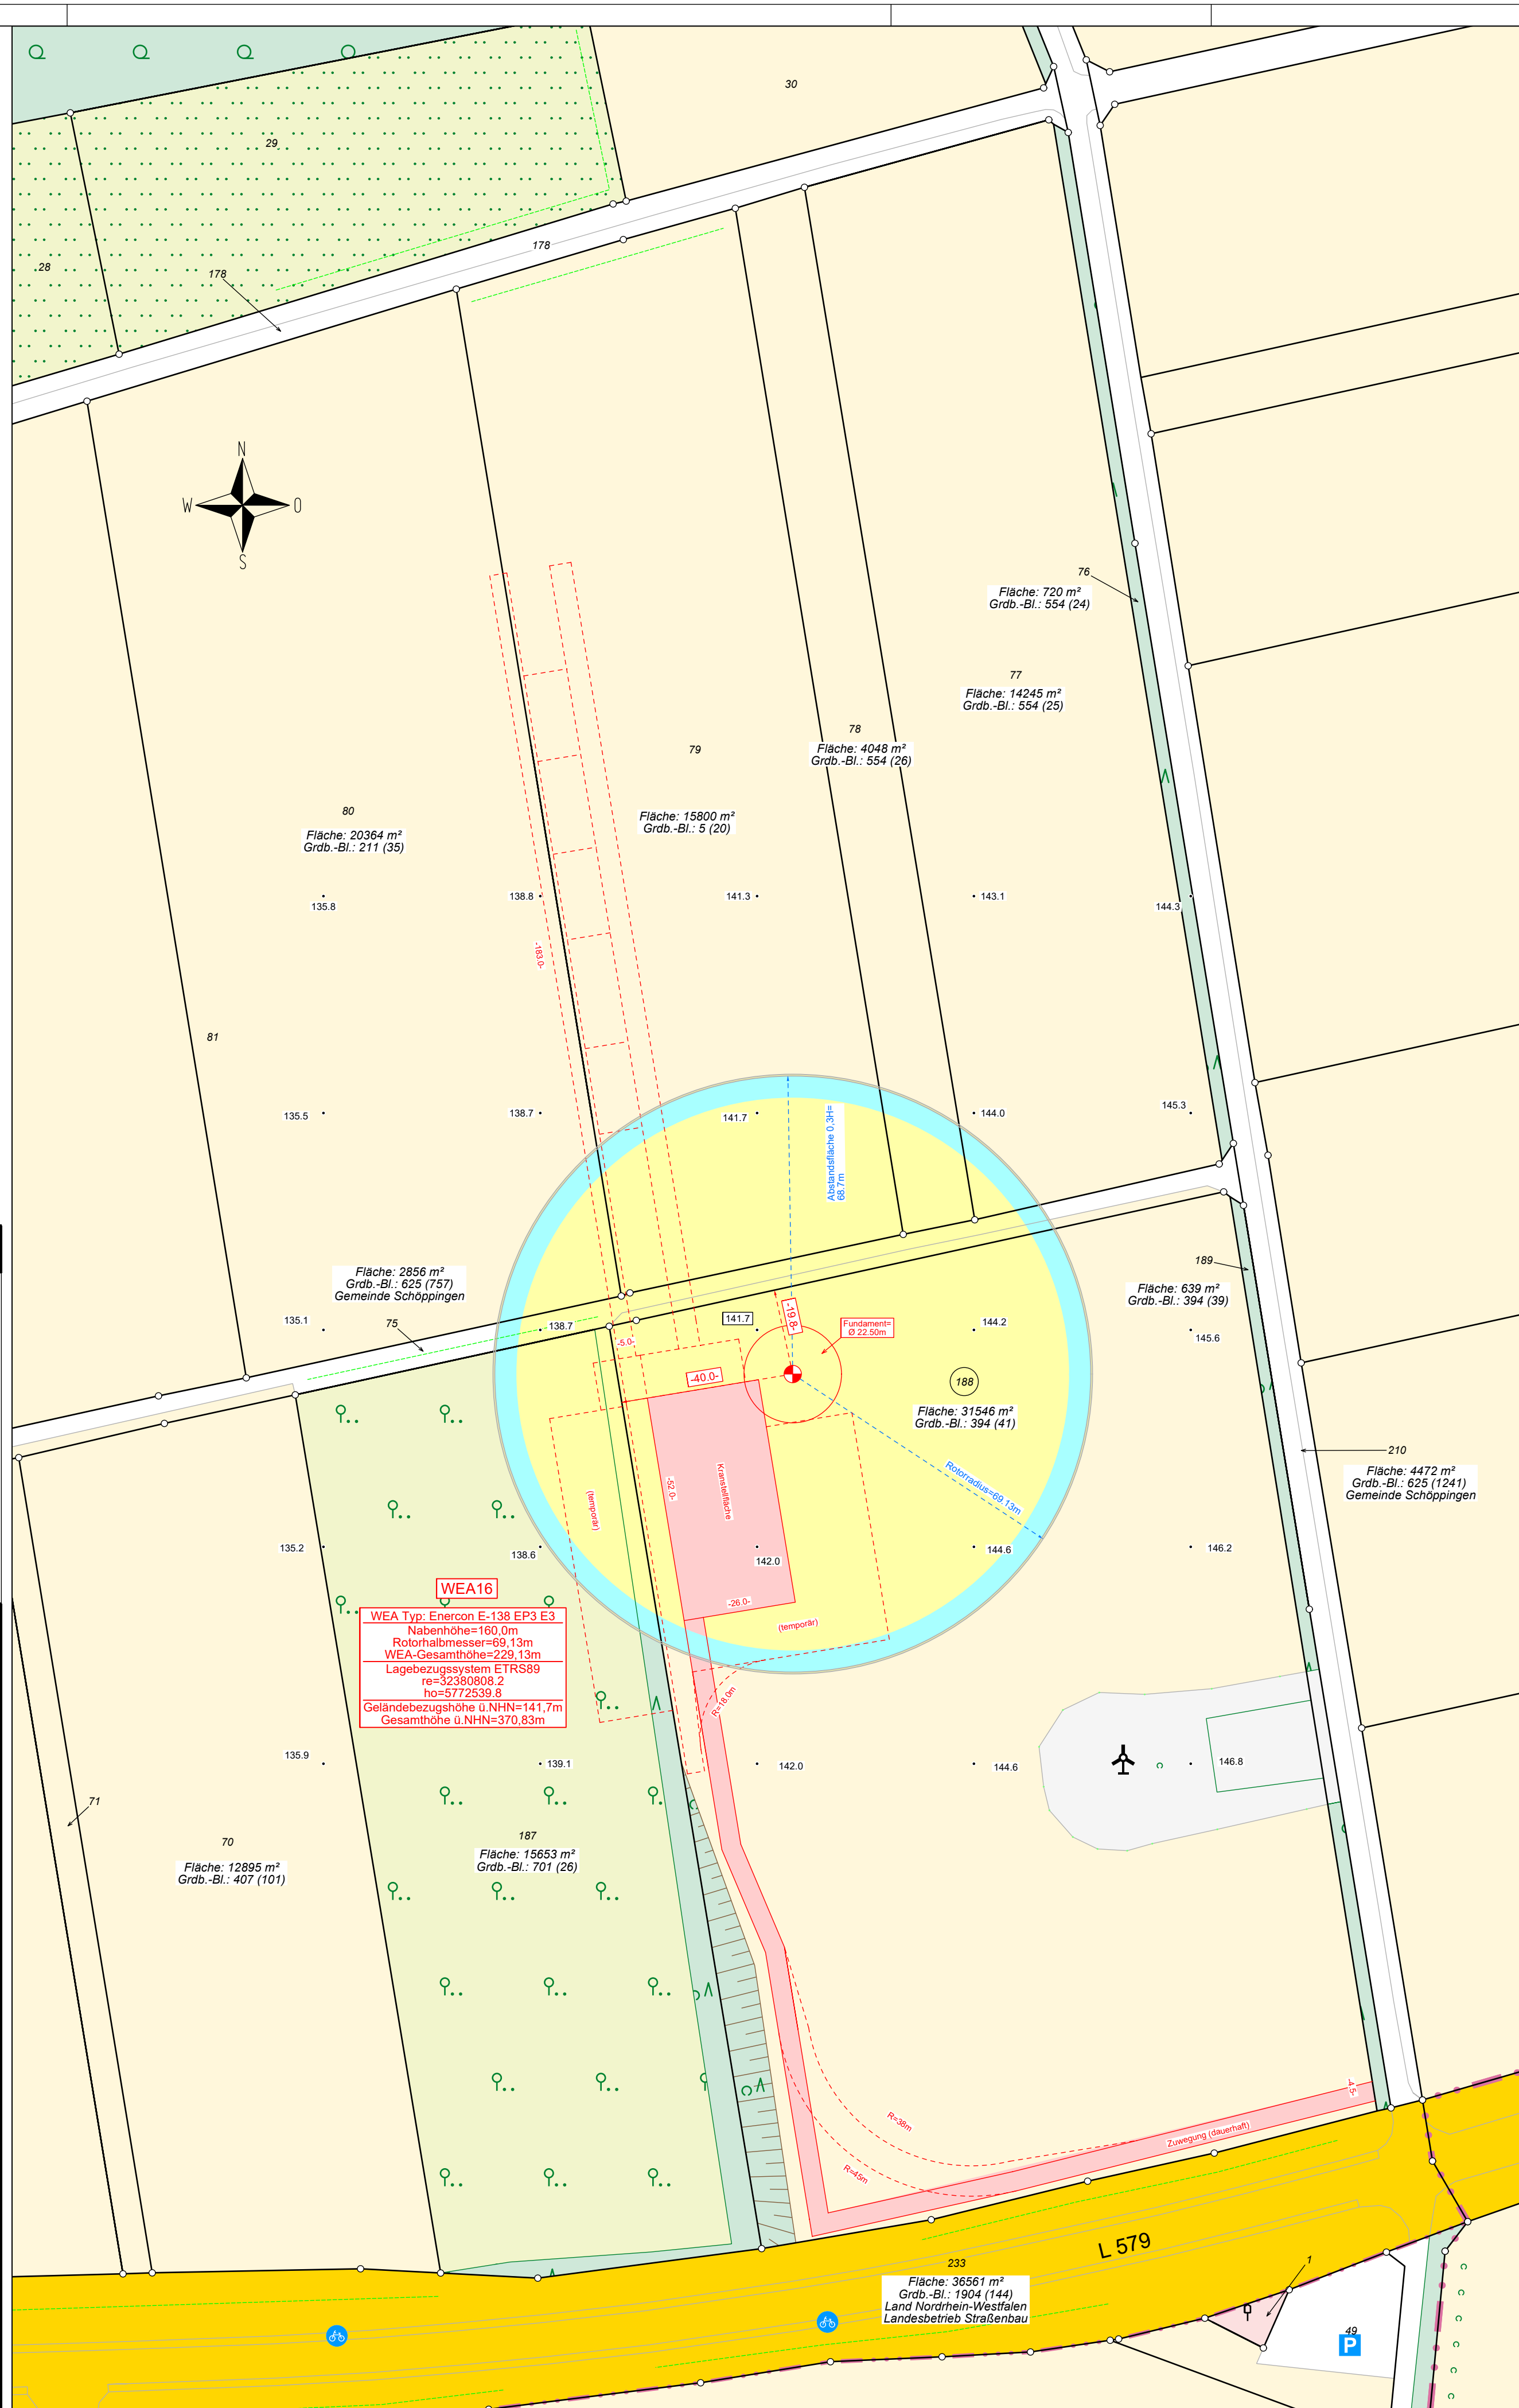 30
29
28
178
178
N
W
O
S
76
Fläche: 720 m²
Grdb.-Bl.: 554 (24)
77
Fläche: 14245 m²
Grdb.-Bl.: 554 (25)
78
Fläche: 4048 m²
Grdb.-Bl.: 554 (26)
79
Fläche: 15800 m²
Grdb.-Bl.: 5 (20)
80
Fläche: 20364 m²
Grdb.-Bl.: 211 (35)
135.8
138.8
141.3
143.1
144.3
-183.0-
81
135.5
138.7
141.7
144.0
145.3
Abstandsfläche 0,3H=
68.7m
Fläche: 2856 m²
Grdb.-Bl.: 625 (757)
Gemeinde Schöppingen
75
135.1
138.7
141.7
-19.8-
Fundament=
Ø 22.50m
144.2
189
Fläche: 639 m²
Grdb.-Bl.: 394 (39)
145.6
-5.0-
-40.0-
188
Fläche: 31546 m²
Grdb.-Bl.: 394 (41)
210
Fläche: 4472 m²
Grdb.-Bl.: 625 (1241)
Gemeinde Schöppingen
Rotorradius=69.13m
-52.0-
Kranstellfläche
(temporär)
135.2
138.6
142.0
144.6
146.2
-26.0-
(temporär)
WEA16
WEA Typ: Enercon E-138 EP3 E3
Nabenhöhe=160,0m
Rotorhalbmesser=69,13m
WEA-Gesamthöhe=229,13m
Lagebezugssystem ETRS89
re=32380808.2
ho=5772539.8
Geländebezugshöhe ü.NHN=141,7m
Gesamthöhe ü.NHN=370,83m
R=18.0m
135.9
139.1
142.0
144.6
146.8
71
70
Fläche: 12895 m²
Grdb.-Bl.: 407 (101)
187
Fläche: 15653 m²
Grdb.-Bl.: 701 (26)
-4.5-
R=38m
Zuwegung (dauerhaft)
R=45m
L 579
233
Fläche: 36561 m²
Grdb.-Bl.: 1904 (144)
Land Nordrhein-Westfalen
Landesbetrieb Straßenbau
1
49
P